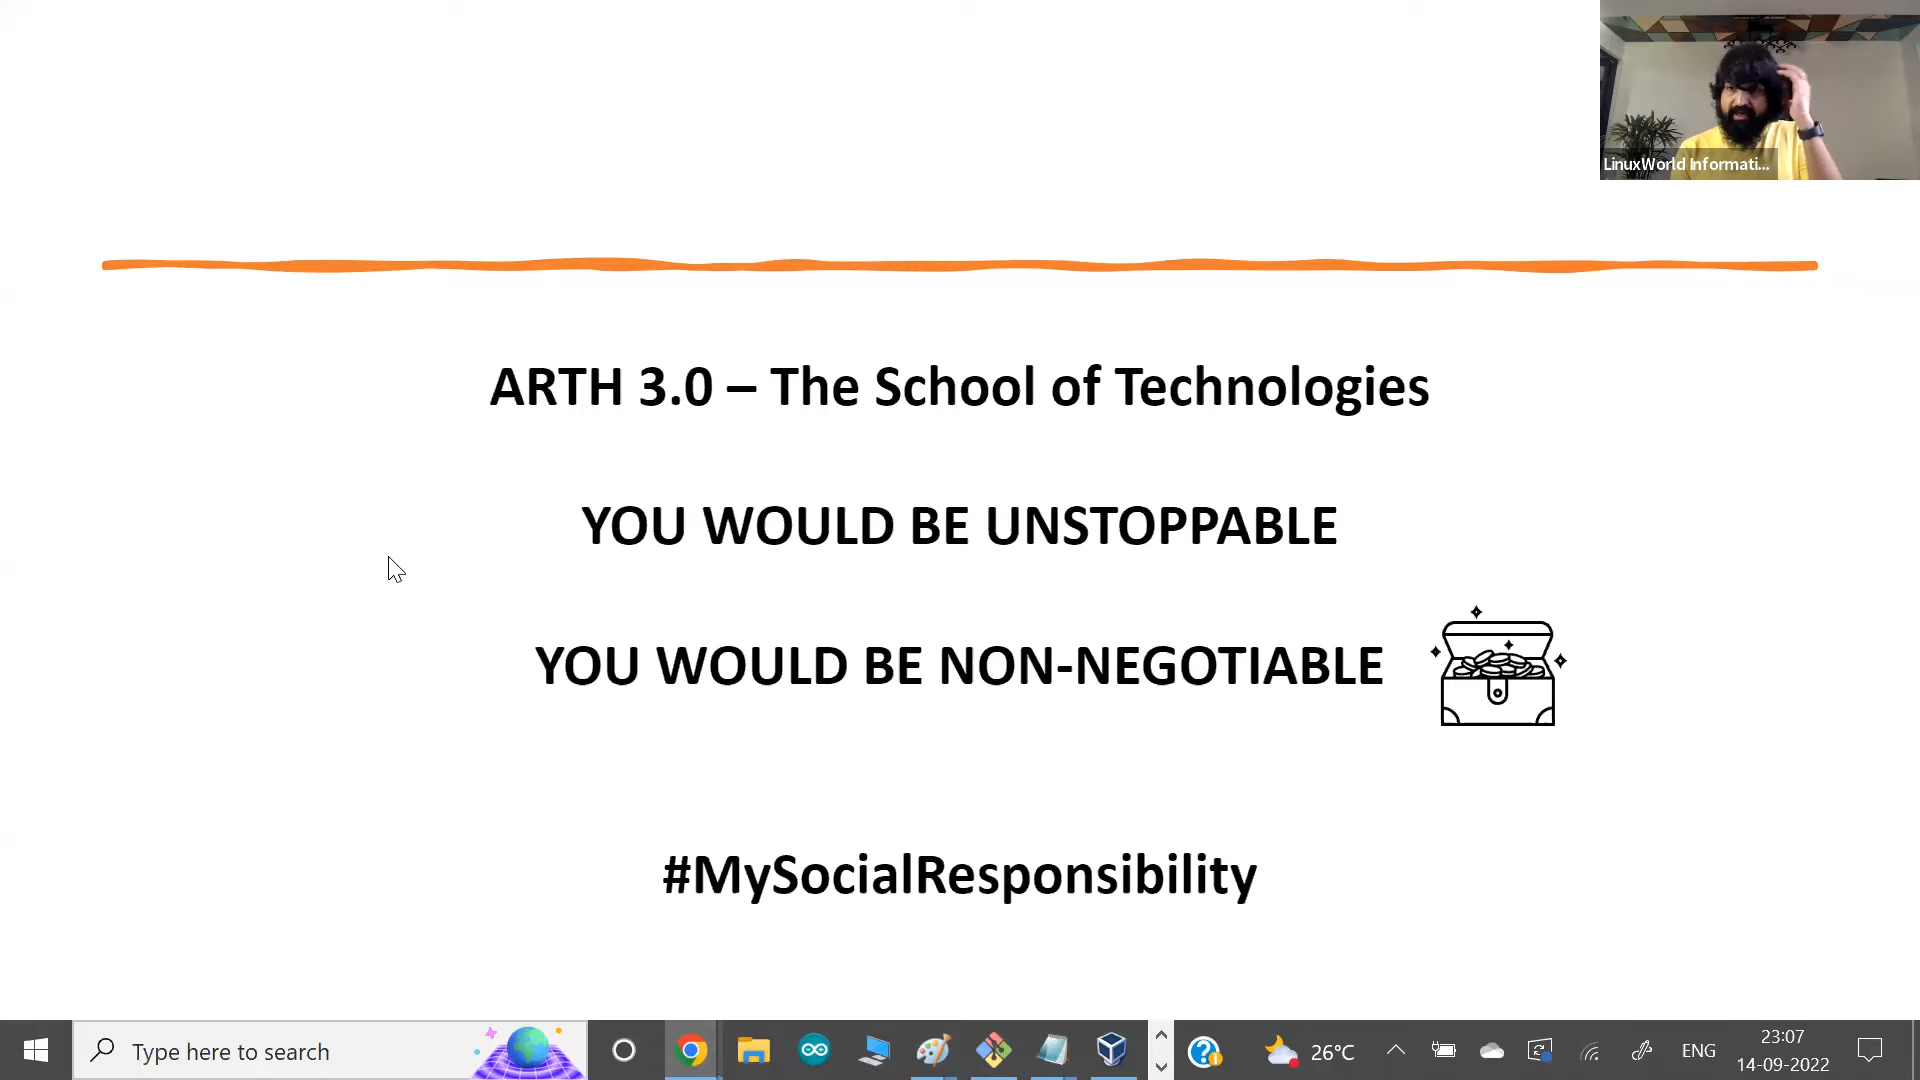 LinuxWorld Informati...
ARTH 3.0 – The School of Technologies
YOU WOULD BE UNSTOPPABLE
YOU WOULD BE NON-NEGOTIABLE
#MySocialResponsibility
Type here to search
26°C
ENG
23:07
14-09-2022